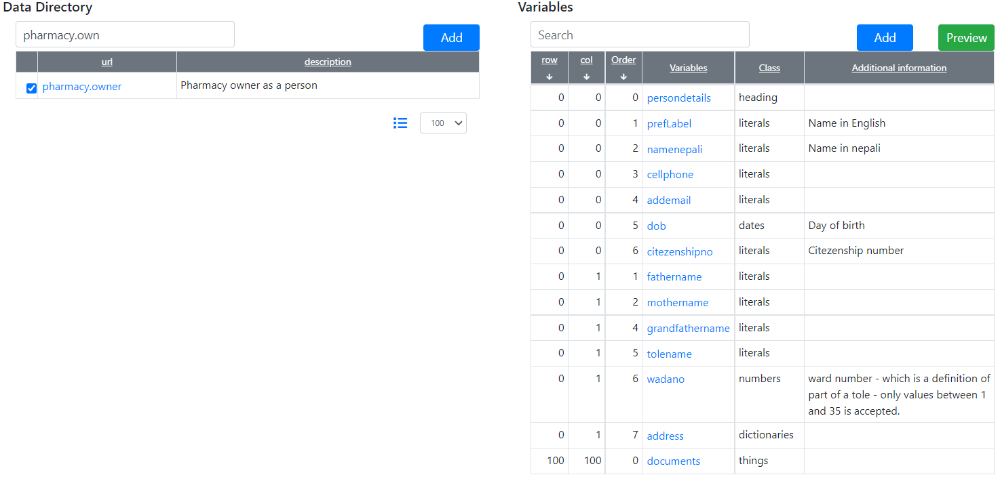 Data Directory
pharmacy.own
Add
url description
pharmacy.owner Pharmacy owner as a person
100
Variables
Search
Add Preview
row col Order Variables Class Additional information
0 0 0 persondetails heading
0 0 1 prefLabel literals Name in English
0 0 2 namenepali literals Name in nepali
0 0 3 cellphone literals
0 0 4 addemail literals
0 0 5 dob dates Day of birth
0 0 6 citezenshipno literals Citezenship number
0 1 1 fathername literals
0 1 2 mothername literals
0 1 4 grandfathername literals
0 1 5 tolename literals
0 1 6 wadano numbers ward number - which is a definition of
part of a tole - only values between 1
and 35 is accepted.
0 1 7 address dictionaries
100 100 0 documents things